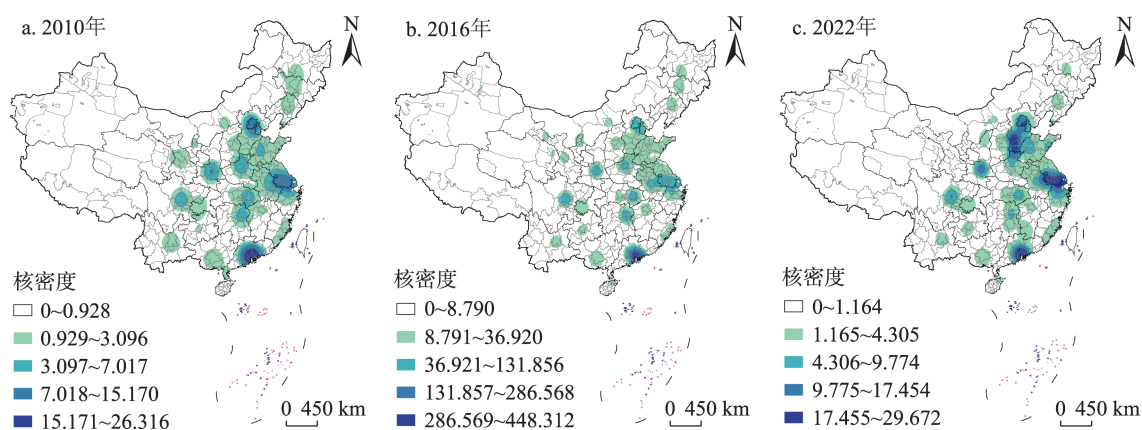 a. 2010年
N
核密度
0~0.928
0.929~3.096
3.097~7.017
7.018~15.170
15.171~26.316
0 450 km
b. 2016年
N
核密度
0~8.790
8.791~36.920
36.921~131.856
131.857~286.568
286.569~448.312
0 450 km
c. 2022年
N
核密度
0~1.164
1.165~4.305
4.306~9.774
9.775~17.454
17.455~29.672
0 450 km